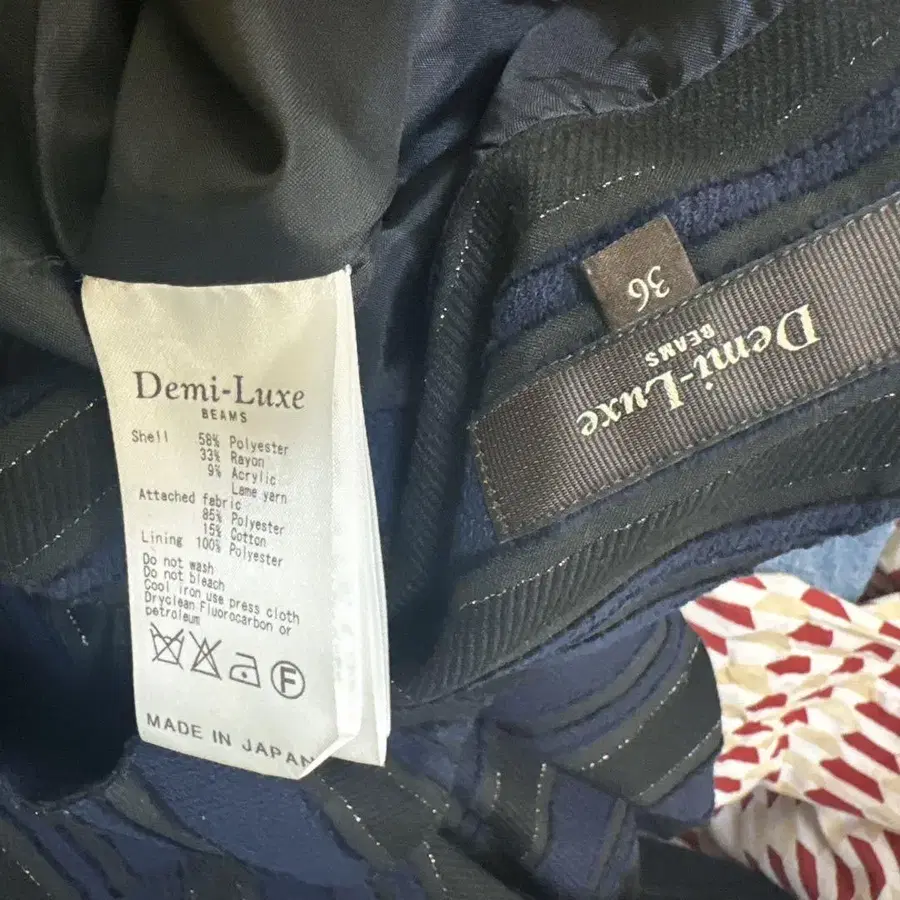 Demi-Luxe
BEAMS
Shell 58% Polyester
33% Rayon
9% Acrylic
Lame yarn
Attached fabric
85% Polyester
15% Cotton
Lining 100% Polyester
Do not wash
Do not bleach
Cool iron use press cloth
Dryclean Fluorocarbon or
petroleum
F
MADE IN JAPAN
36
Demi-Luxe
BEAMS